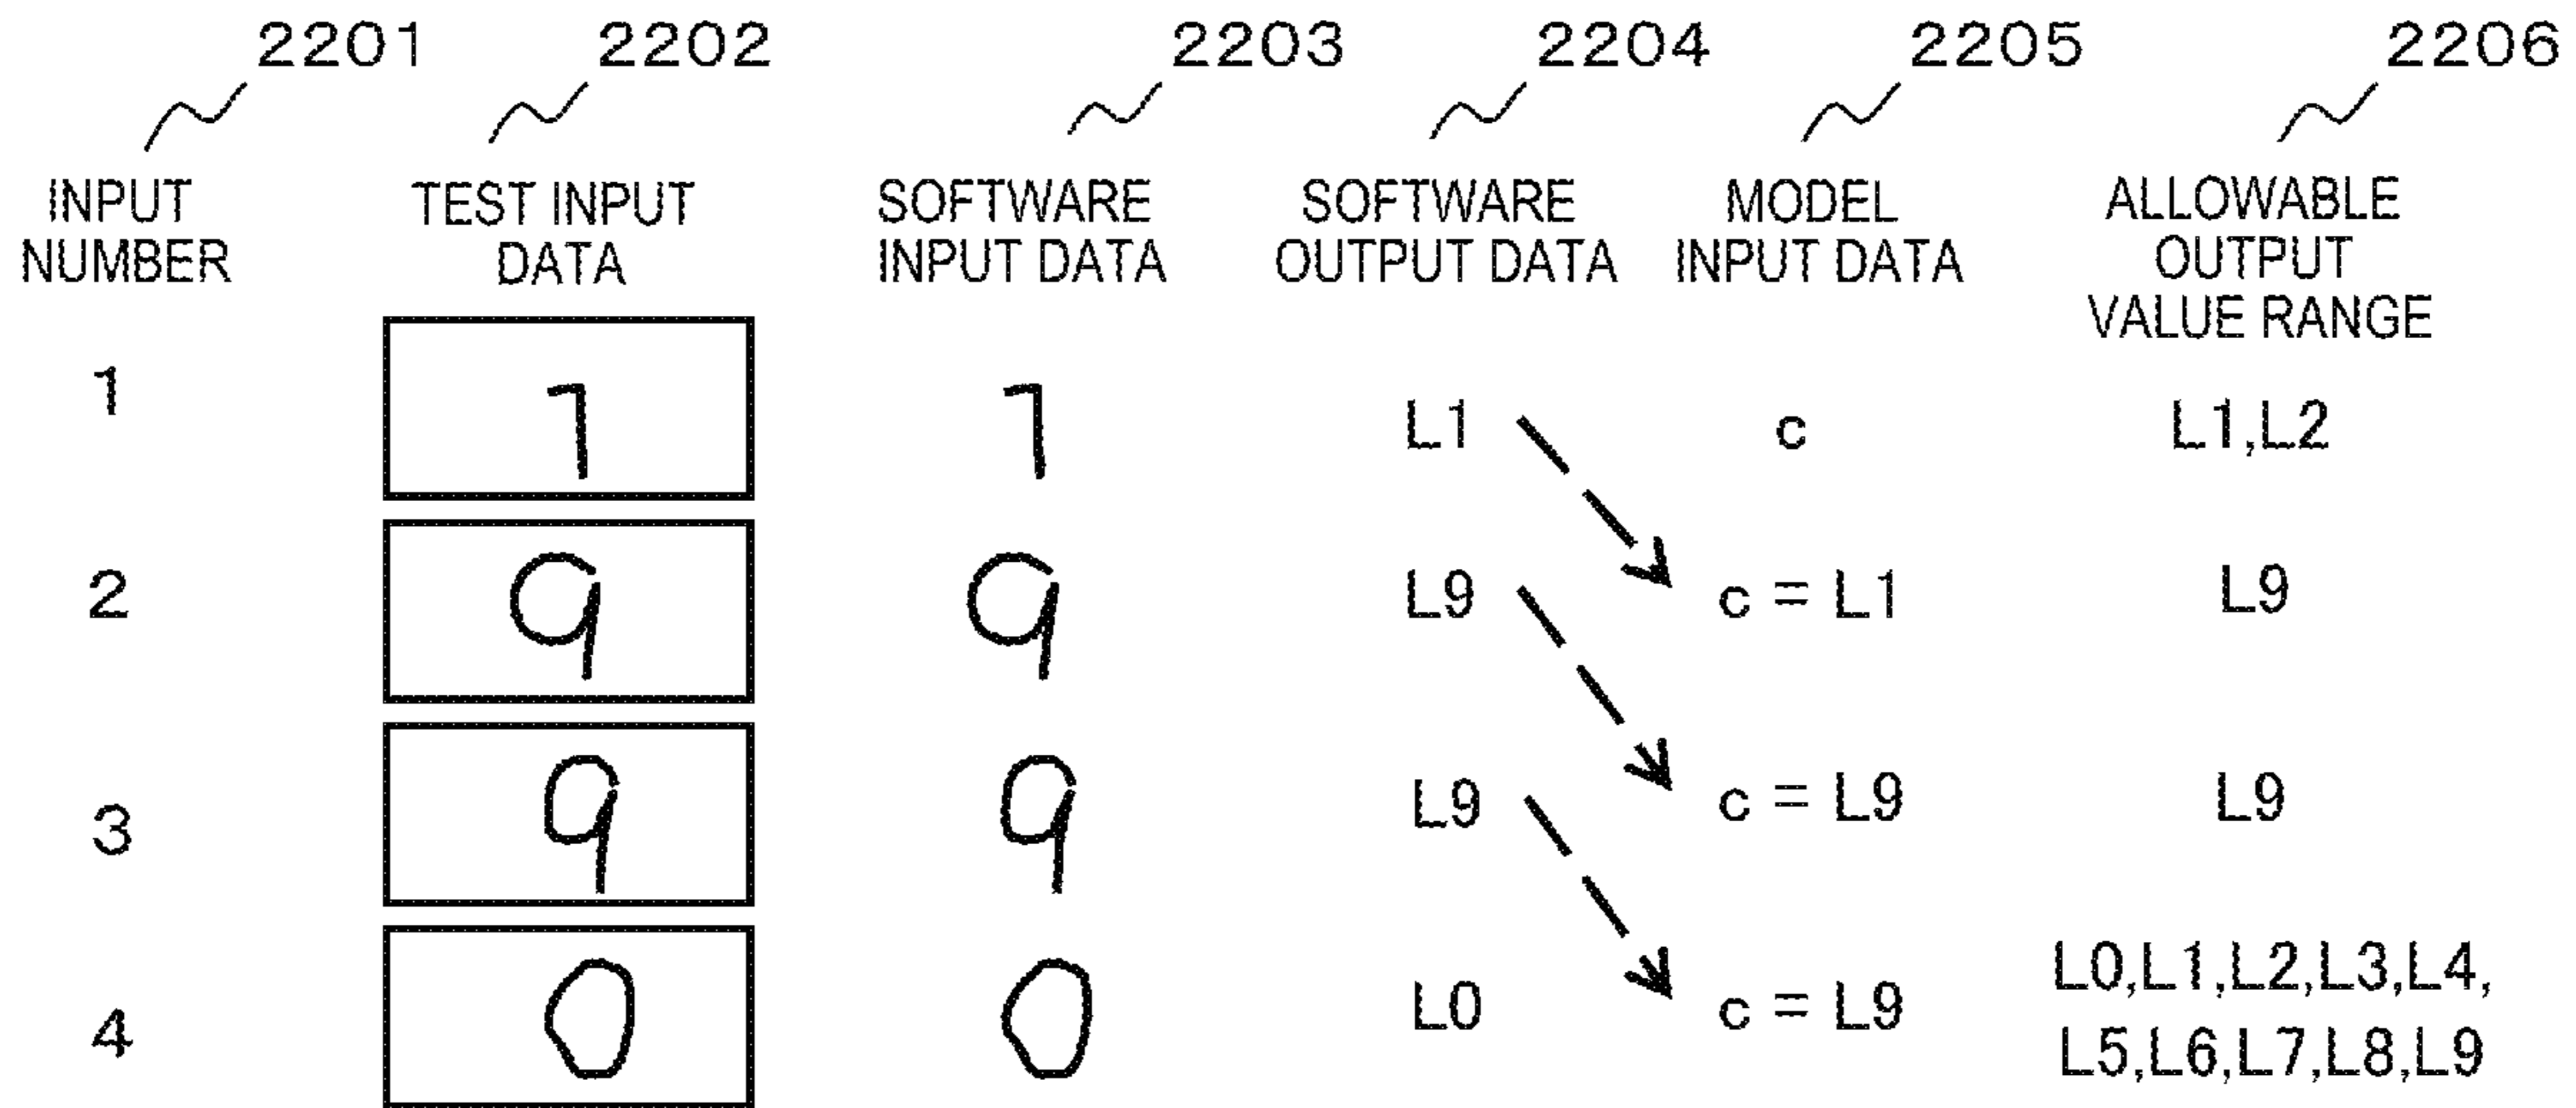 2201 2202 2203 2204 2205 2206
INPUT NUMBER
TEST INPUT DATA
SOFTWARE INPUT DATA
SOFTWARE OUTPUT DATA
MODEL INPUT DATA
ALLOWABLE OUTPUT VALUE RANGE
1 1 1 L1 c L1,L2
2 9 9 L9 c = L1 L9
3 9 9 L9 c = L9 L9
4 0 0 L0 c = L9 L0,L1,L2,L3,L4,
L5,L6,L7,L8,L9